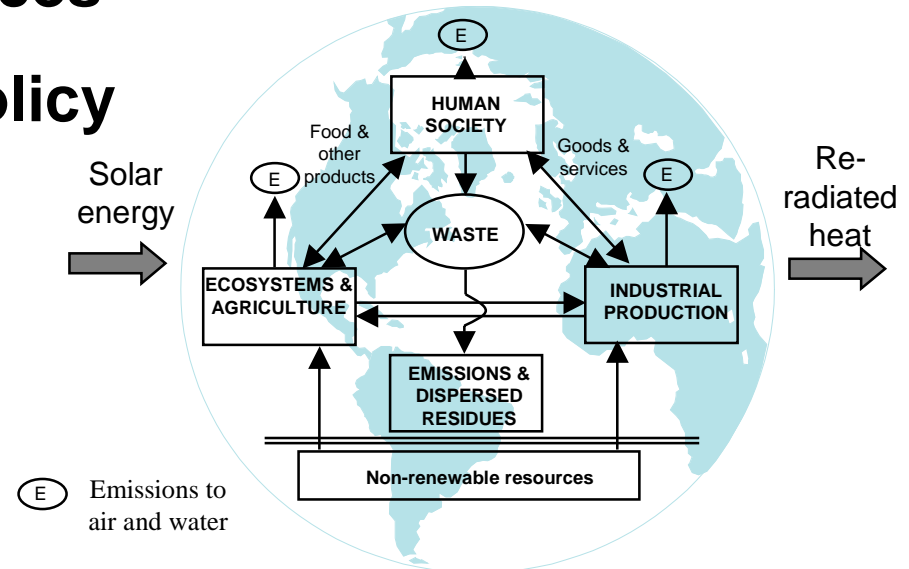 olicy
E
HUMAN
SOCIETY
Food &
other
products
Goods &
services
Solar
energy
E
E
Re-
radiated
heat
WASTE
ECOSYSTEMS &
AGRICULTURE
INDUSTRIAL
PRODUCTION
EMISSIONS &
DISPERSED
RESIDUES
Non-renewable resources
E
Emissions to
air and water